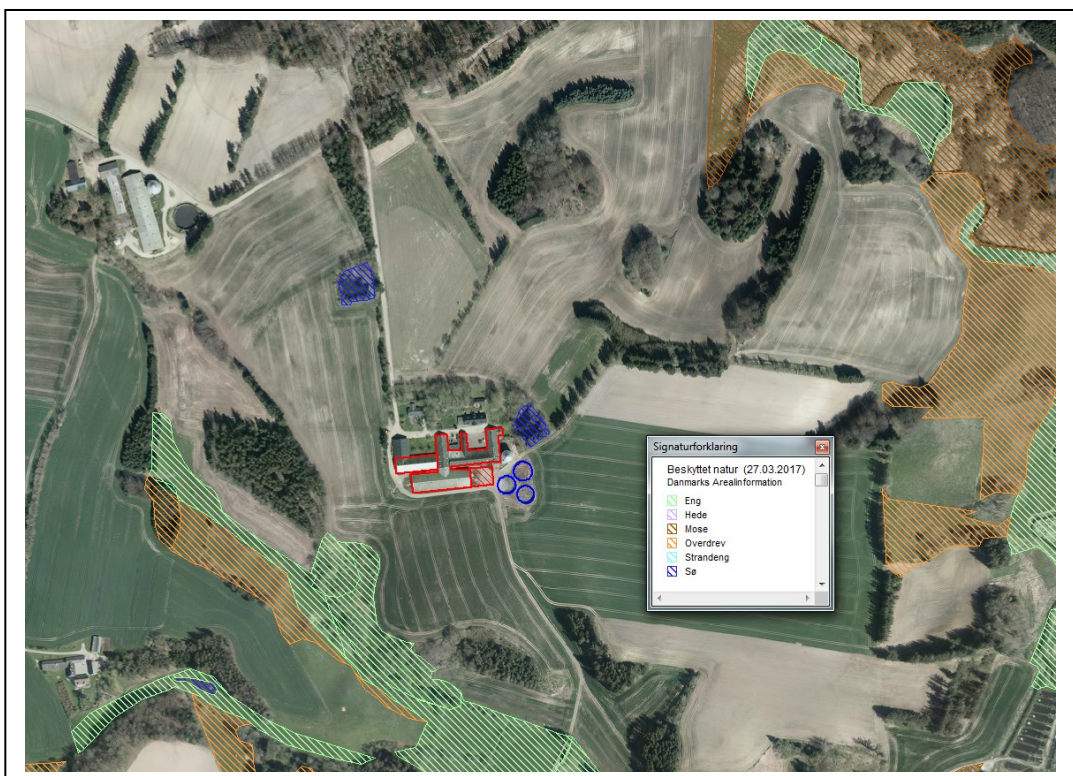 Signaturforklaring
Beskyttet natur (27.03.2017)
Danmarks Arealinformation
Eng
Hede
Mose
Overdrev
Strandeng
Sø